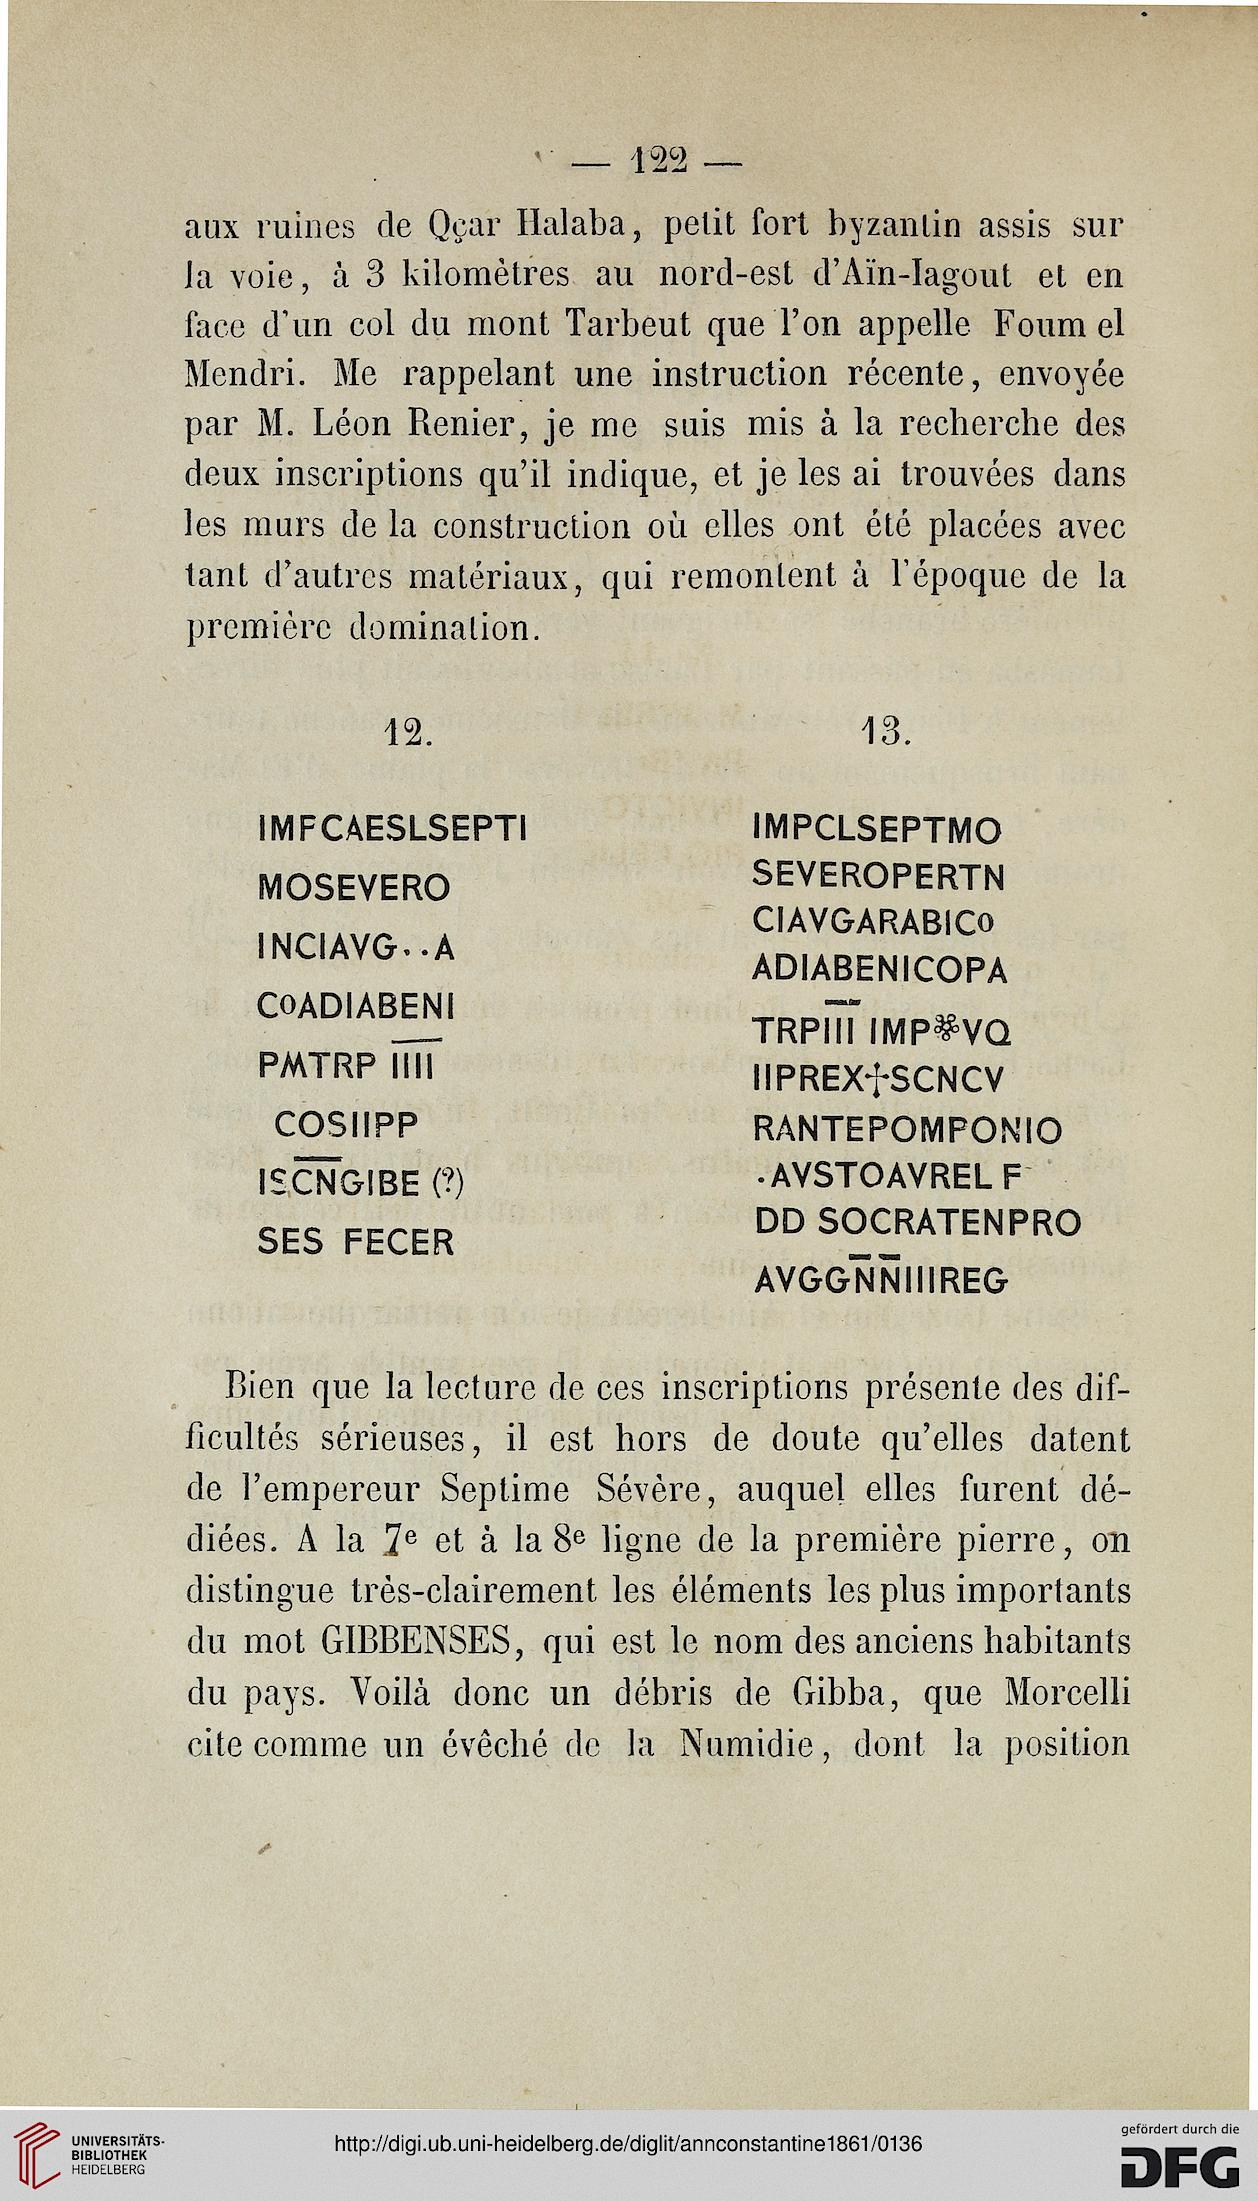 — 122 —
aux ruines de Qçar Halaba, petit fort byzantin assis sur
la voie, à 3 kilomètres au nord-est d'Aïn-Iagout et en
face d'un col du mont Tarbeut que l'on appelle Foum el
Mendri. Me rappelant une instruction récente, envoyée
par M. Léon Renier, je me suis mis à la recherche des
deux inscriptions qu'il indique, et je les ai trouvées dans
les murs de la construction où elles ont été placées avec
tant d'autres matériaux, qui remontent à l'époque de la
première domination.
12.
IMFCAESLSEPTI
MOSEVERO
INCIAVG..A
COADIABENI
PMTRP I̅I̅I̅I̅
COSIIPP
ISC̅N̅GIBE (?)
SES FECER
13.
IMPCLSEPTMO
SEVEROPERTN
CIAVGARABICO
ADIABENICOPA
TRPI̅I̅I̅ IMP※VQ
IIPREX†SCNCV
RANTEPOMPONIO
.AVSTOAVREL F
DD SOCRATENPRO
AVGGN̅N̅IIIREG
Bien que la lecture de ces inscriptions présente des dif-
ficultés sérieuses, il est hors de doute qu'elles datent
de l'empereur Septime Sévère, auquel elles furent dé-
diées. A la 7e et à la 8e ligne de la première pierre, on
distingue très-clairement les éléments les plus importants
du mot GIBBENSES, qui est le nom des anciens habitants
du pays. Voilà donc un débris de Gibba, que Morcelli
cite comme un évêché de la Numidie, dont la position
UNIVERSITÄTS-
BIBLIOTHEK
HEIDELBERG
http://digi.ub.uni-heidelberg.de/diglit/annconstantine1861/0136
gefördert durch die
DFG